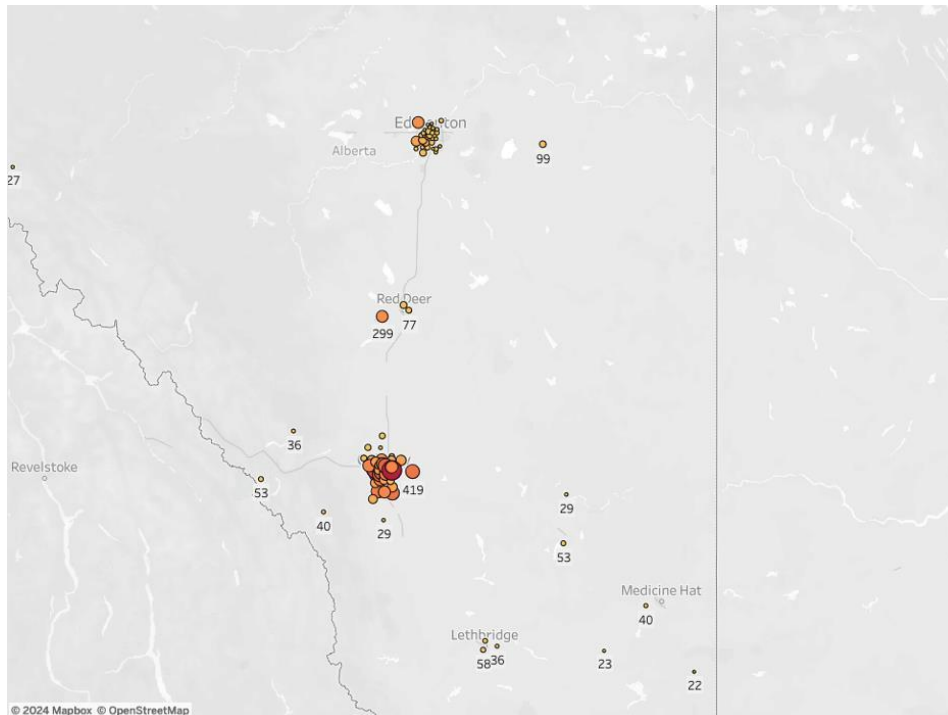 Edmonton
Alberta
99
27
Red Deer
77
299
36
Revelstoke
419
53
29
40
29
53
Medicine Hat
40
Lethbridge
58
36
23
22
© 2024 Mapbox © OpenStreetMap